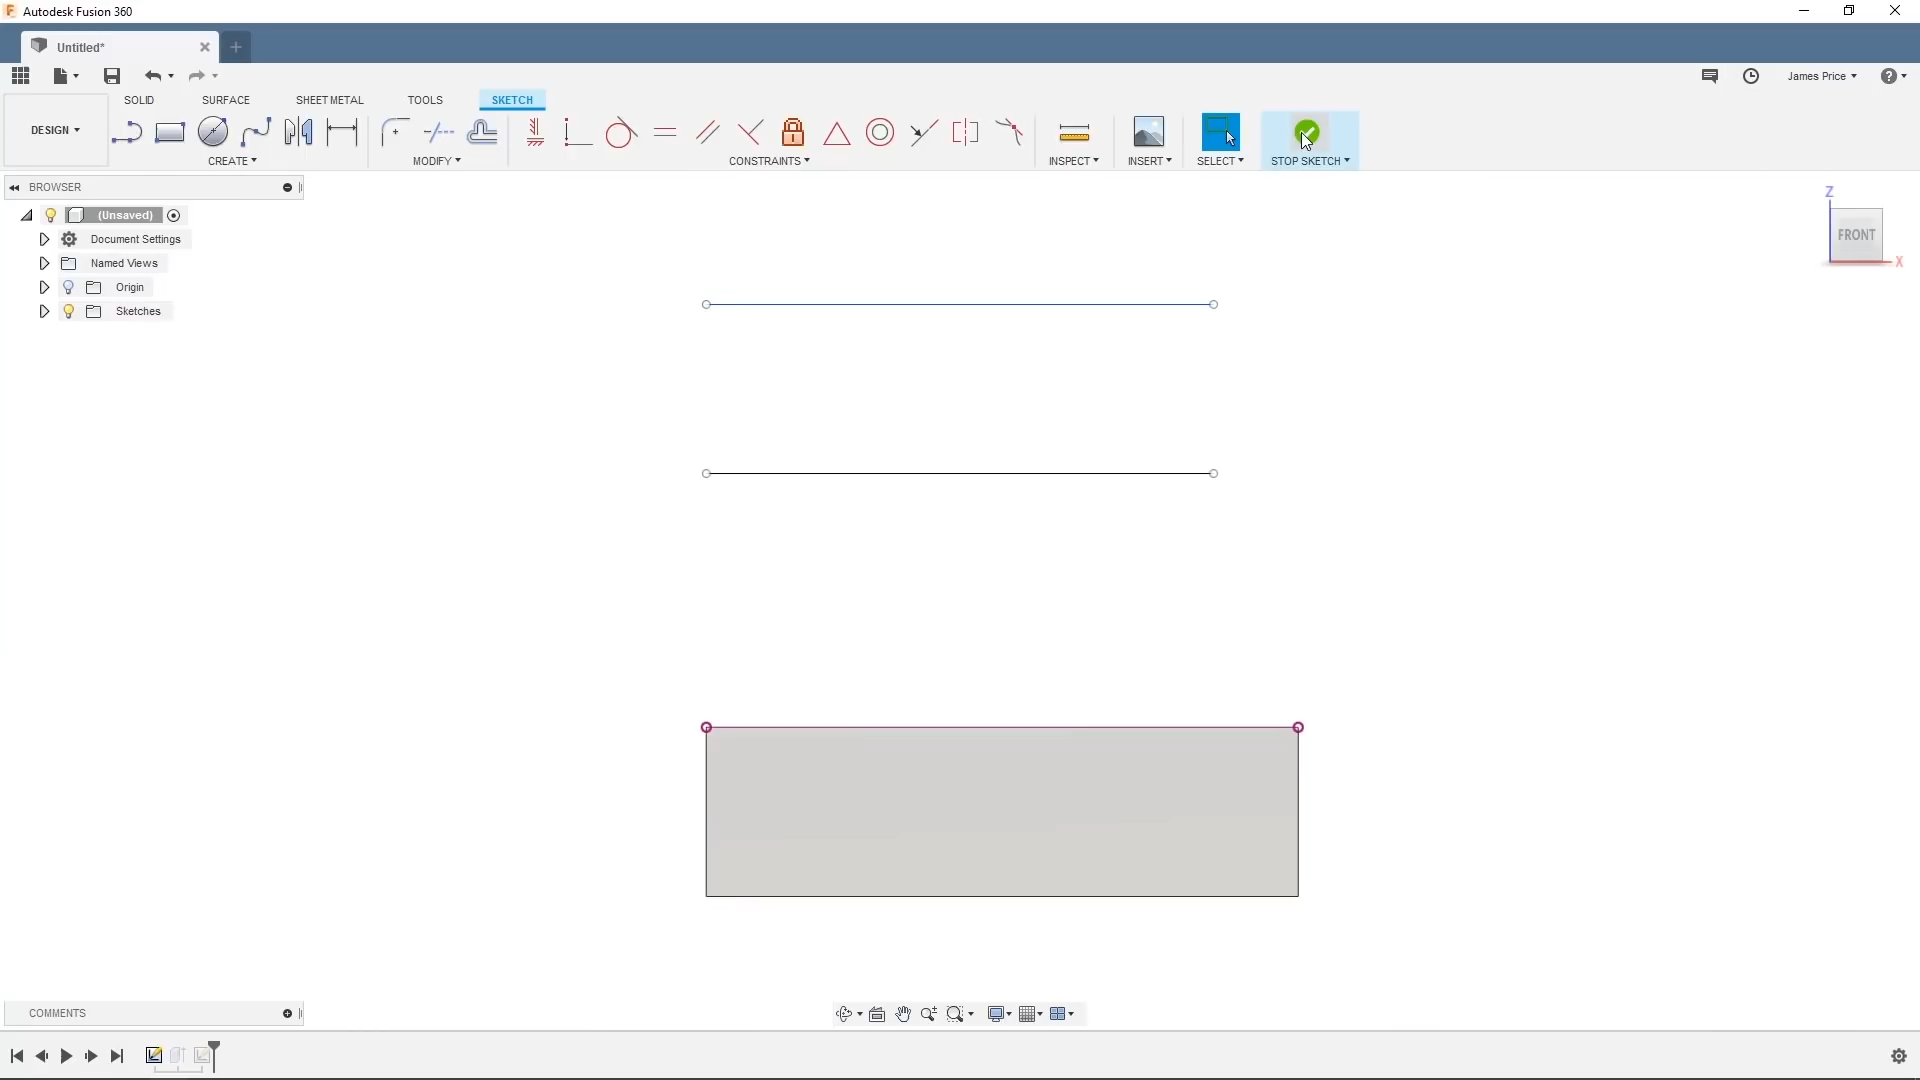 Autodesk Fusion 360
Untitled*
James Price
SOLID SURFACE SHEET METAL TOOLS SKETCH
DESIGN
CREATE MODIFY CONSTRAINTS INSPECT INSERT SELECT STOP SKETCH
BROWSER
(Unsaved)
Document Settings
Named Views
Origin
Sketches
Z
FRONT
X
COMMENTS